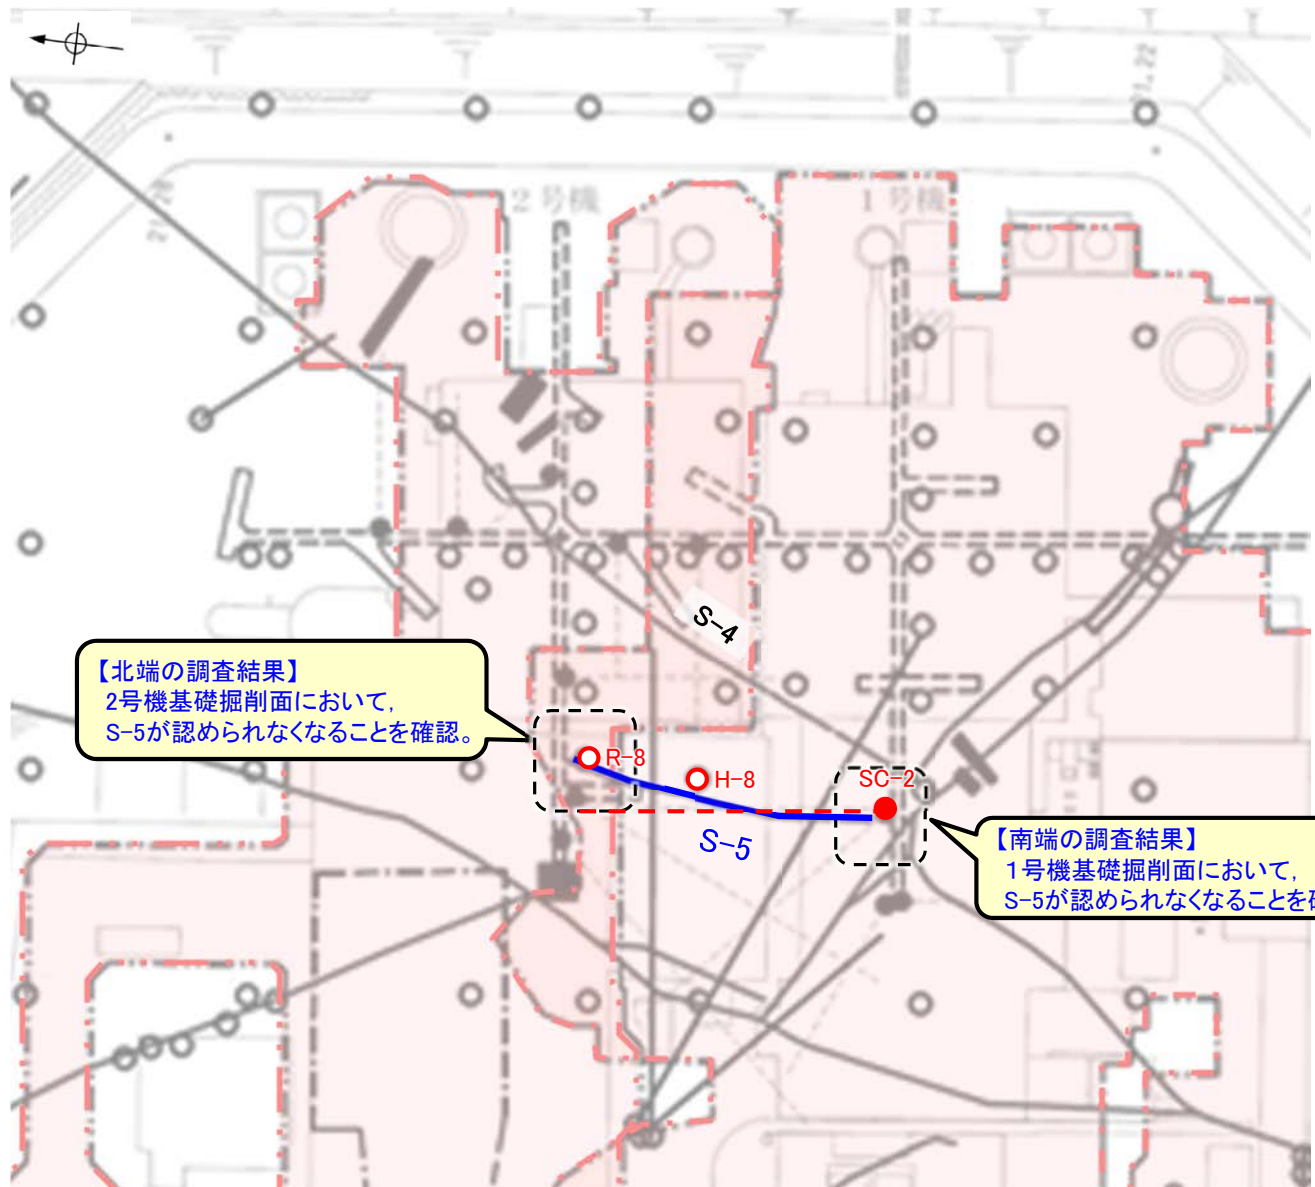 21.22
21.20
2号機
1号機
S-4
【北端の調査結果】
2号機基礎掘削面において,
S-5が認められなくなることを確認。
R-8
H-8
SC-2
S-5
【南端の調査結果】
1号機基礎掘削面において,
S-5が認められなくなることを